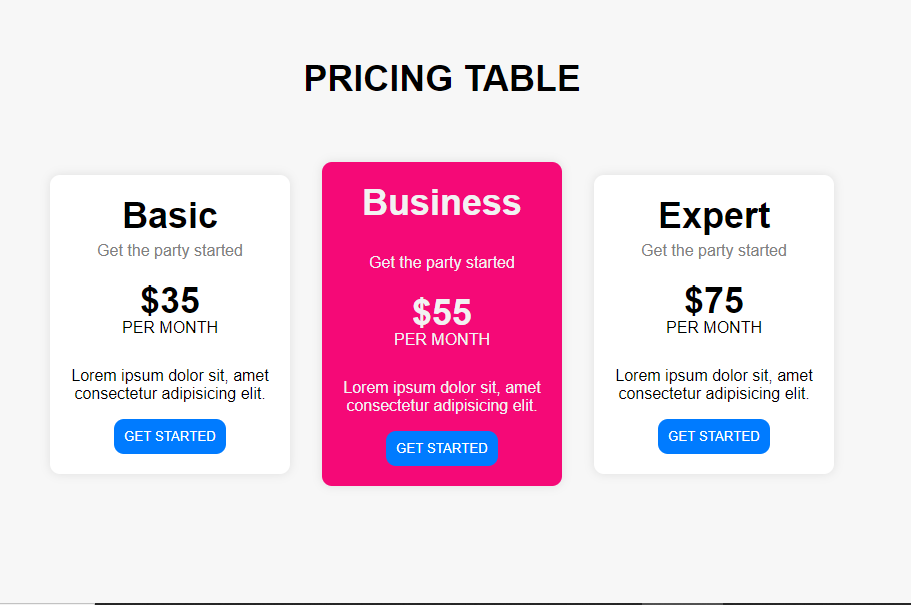 PRICING TABLE
Basic
Get the party started
$35
PER MONTH
Lorem ipsum dolor sit, amet
consectetur adipisicing elit.
GET STARTED
Business
Get the party started
$55
PER MONTH
Lorem ipsum dolor sit, amet
consectetur adipisicing elit.
GET STARTED
Expert
Get the party started
$75
PER MONTH
Lorem ipsum dolor sit, amet
consectetur adipisicing elit.
GET STARTED